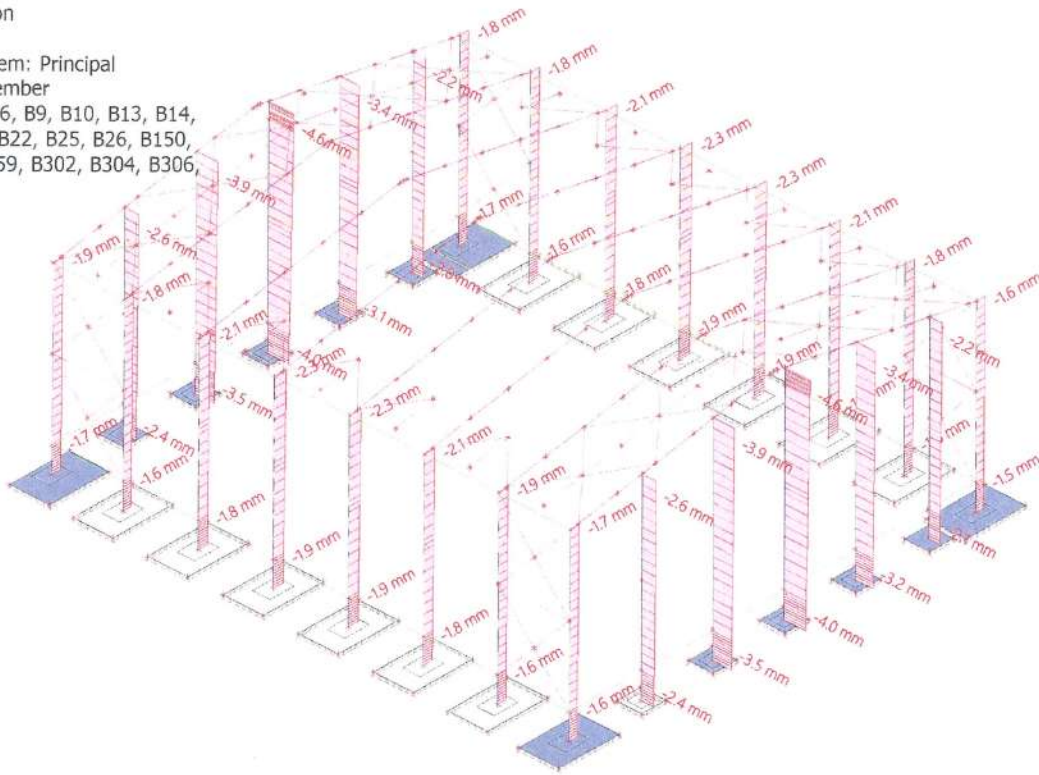 on
em: Principal
ember
6, B9, B10, B13, B14,
B22, B25, B26, B150,
59, B302, B304, B306,
-1.8 mm
-2.2 mm
-1.8 mm
-3.4 mm
-2.1 mm
-4.6 mm
-2.3 mm
-3.9 mm
-2.3 mm
-1.7 mm
-2.1 mm
-1.9 mm
-2.6 mm
-1.6 mm
-1.8 mm
-1.8 mm
-1.8 mm
-1.6 mm
-3.1 mm
-1.9 mm
-2.1 mm
-2.2 mm
-4.0 mm
-1.9 mm
-3.4 mm
-3.5 mm
-2.3 mm
-4.6 mm
-1.7 mm
-2.4 mm
-2.1 mm
-3.9 mm
-1.6 mm
-1.9 mm
-2.6 mm
-1.5 mm
-1.8 mm
-1.7 mm
-1.9 mm
-3.2 mm
-1.9 mm
-4.0 mm
-1.8 mm
-3.5 mm
-1.6 mm
-2.4 mm
-1.6 mm